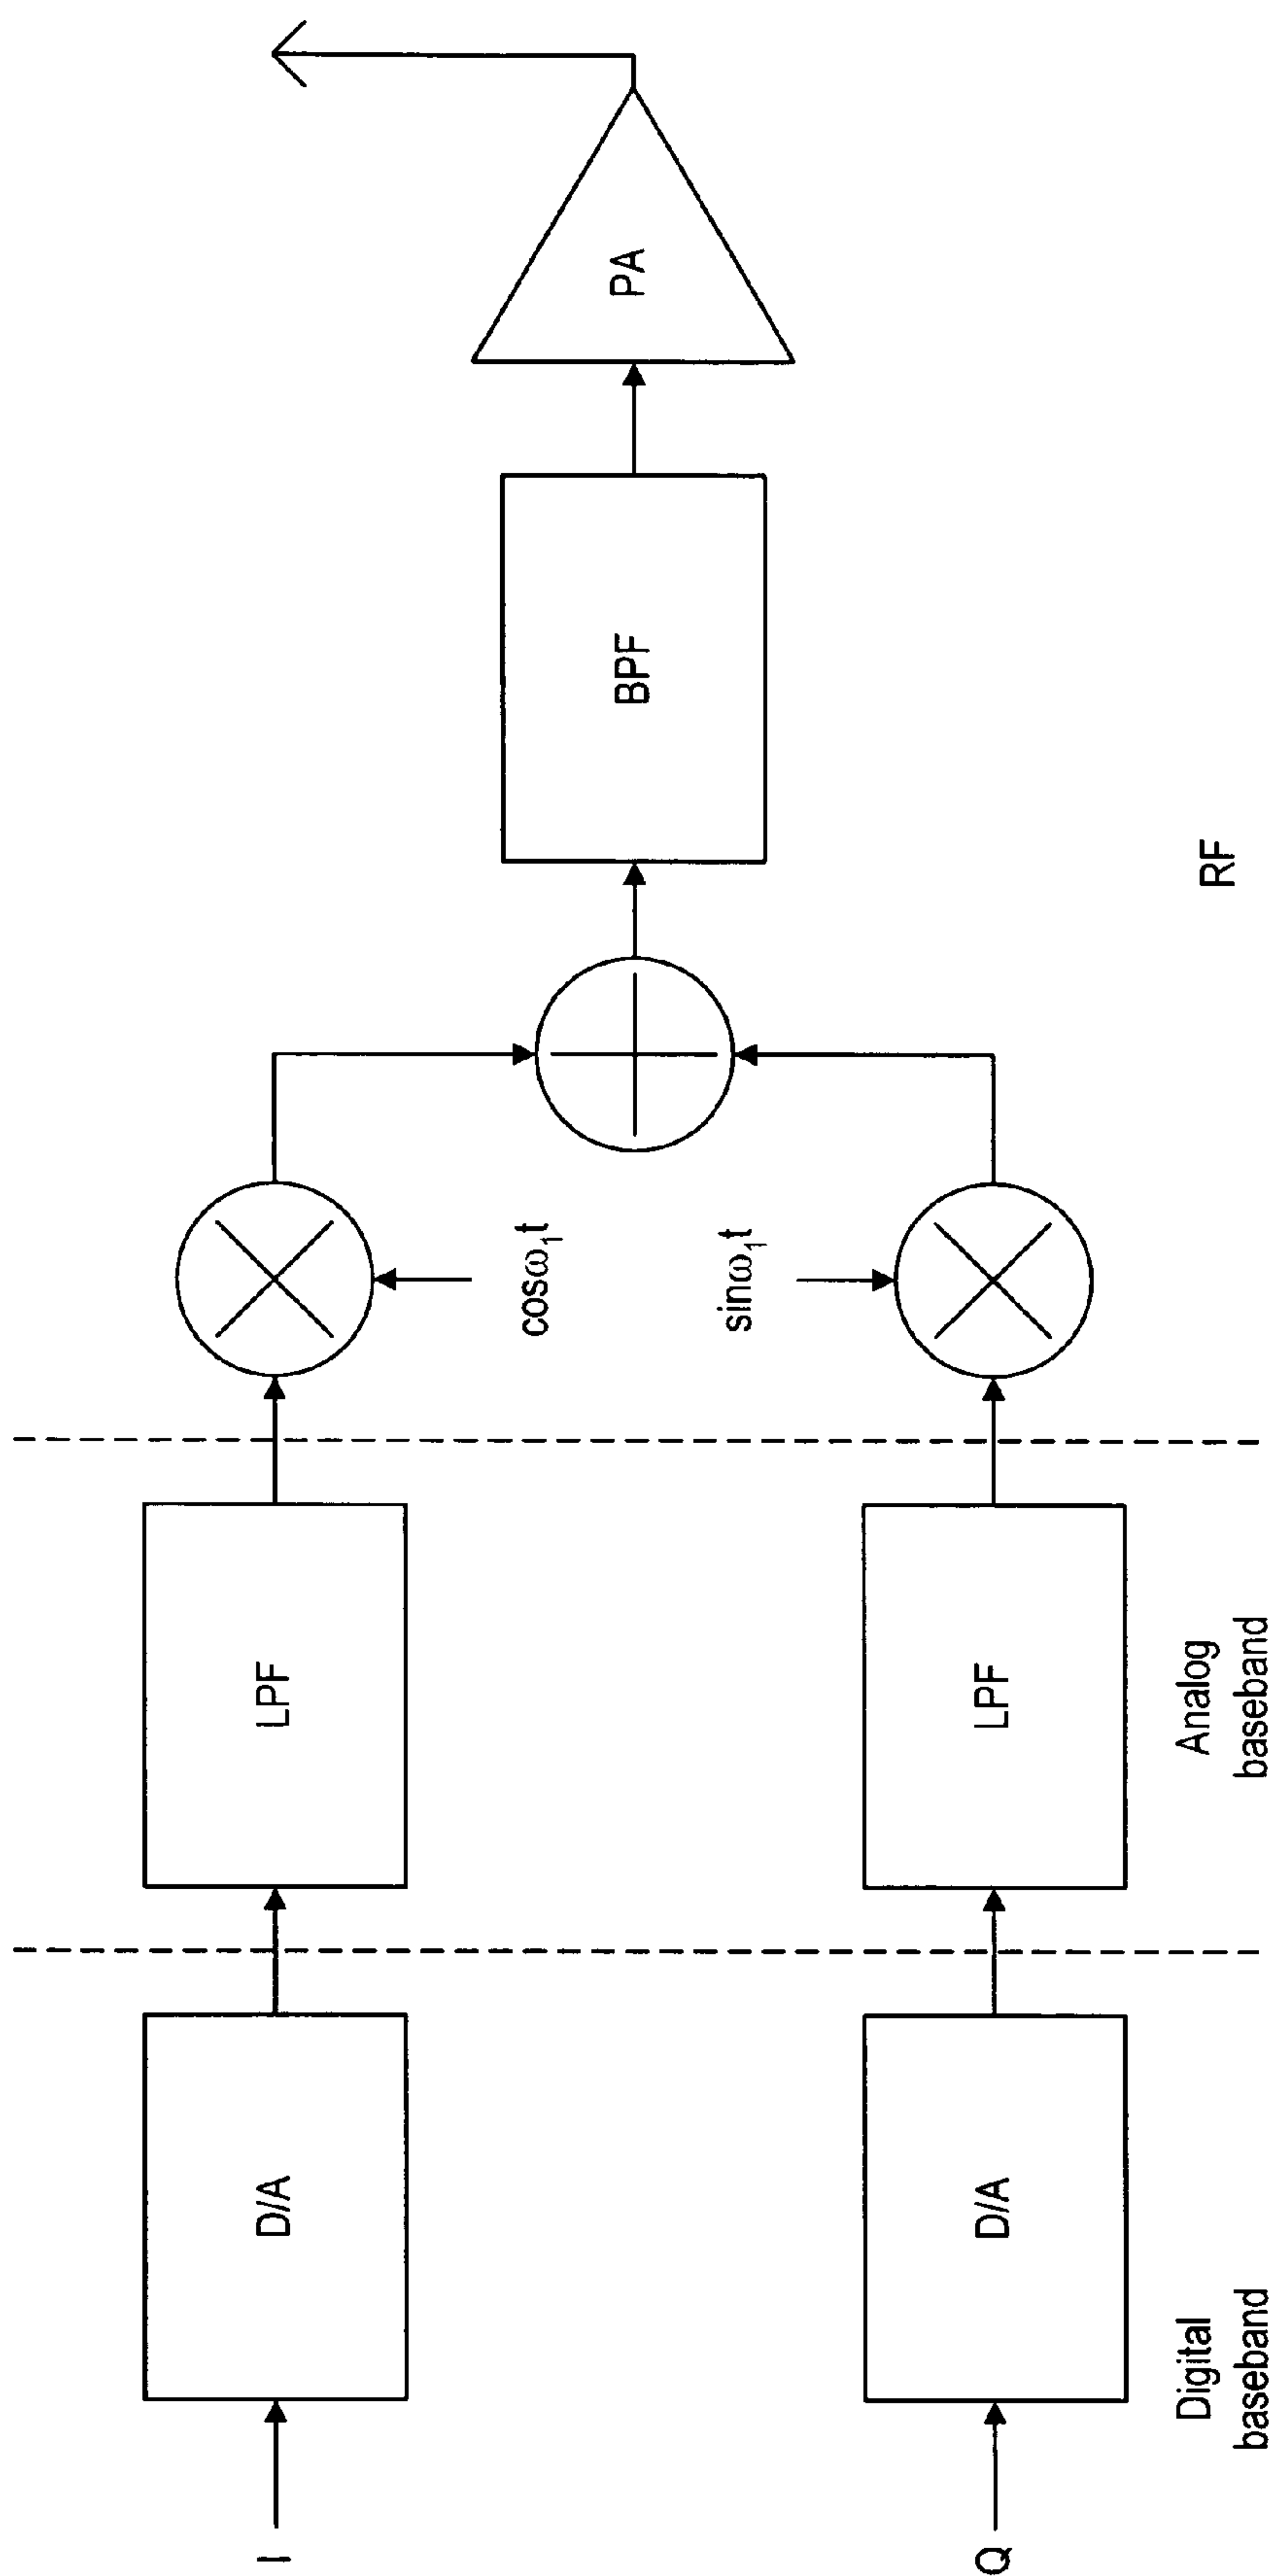 I
D/A
LPF
cosω₁t
BPF
PA
sinω₁t
Q
D/A
LPF
Digital
baseband
Analog
baseband
RF